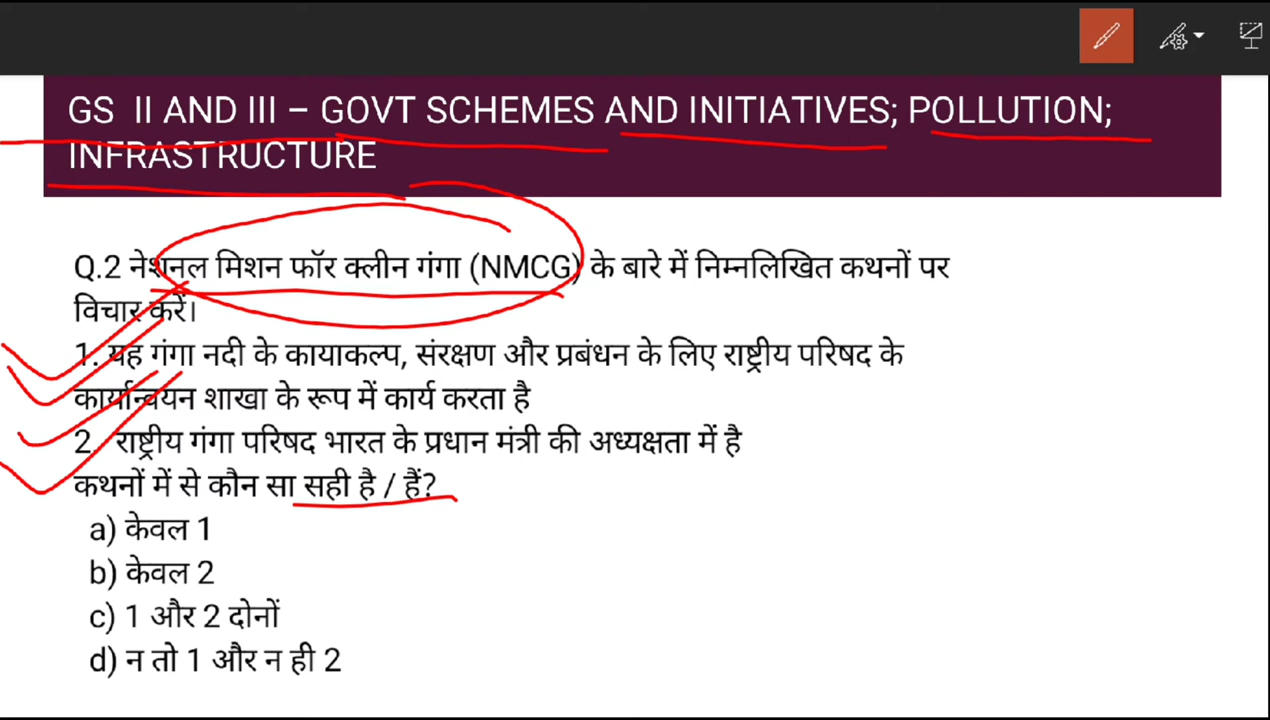 GS II AND III – GOVT SCHEMES AND INITIATIVES; POLLUTION;
INFRASTRUCTURE
Q.2 नेशनल मिशन फॉर क्लीन गंगा (NMCG) के बारे में निम्नलिखित कथनों पर
विचार करें।
1. यह गंगा नदी के कायाकल्प, संरक्षण और प्रबंधन के लिए राष्ट्रीय परिषद के
कार्यान्वयन शाखा के रूप में कार्य करता है
2. राष्ट्रीय गंगा परिषद भारत के प्रधान मंत्री की अध्यक्षता में है
कथनों में से कौन सा सही है / हैं?
a) केवल 1
b) केवल 2
c) 1 और 2 दोनों
d) न तो 1 और न ही 2